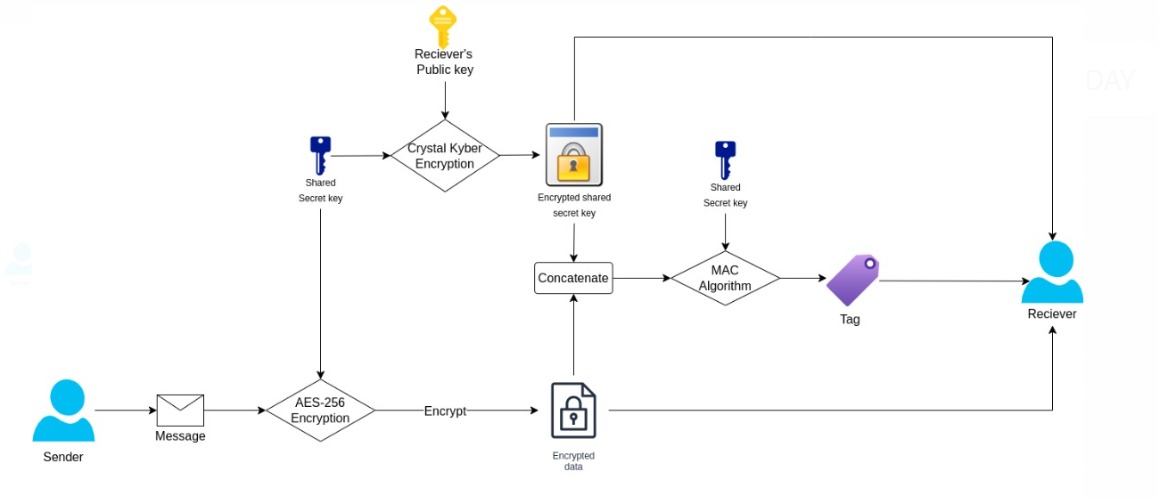 Reciever's
Public key
Crystal Kyber
Encryption
Shared
Secret key
Encrypted shared
secret key
Shared
Secret key
Concatenate
MAC
Algorithm
Tag
Reciever
AES-256
Encryption
Encrypt
Message
Sender
Encrypted
data
DAY